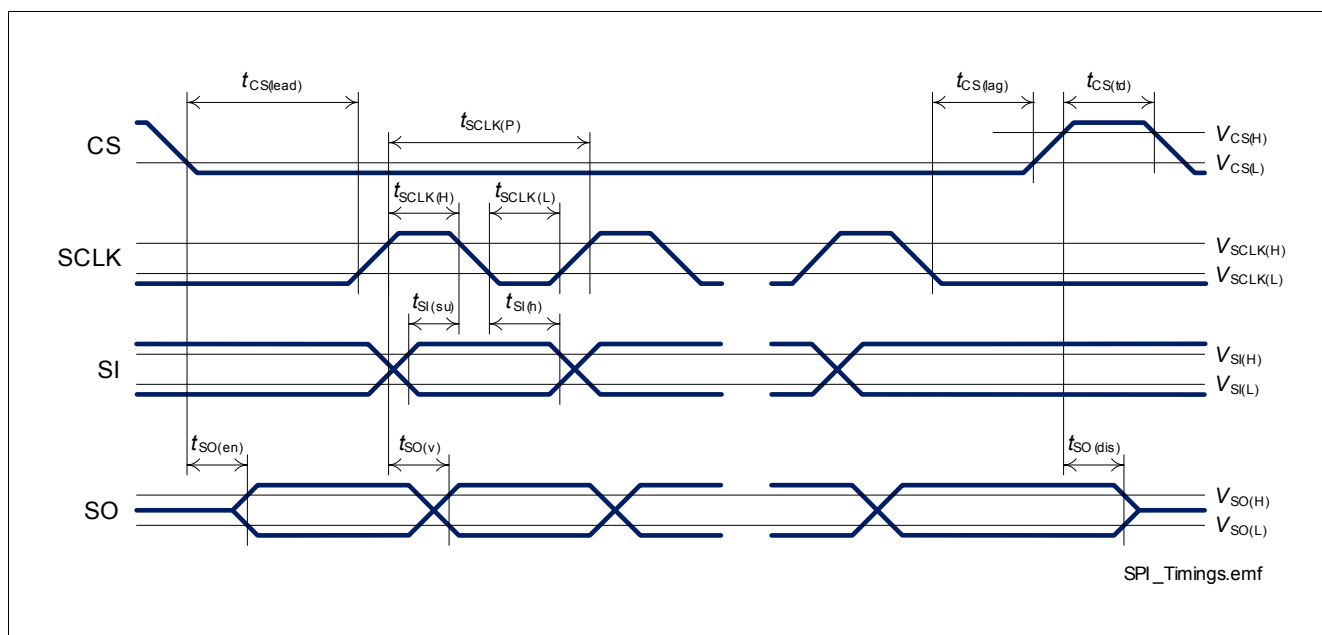 tCS(lead)
tCS(lag)
tCS(td)
tSCLK(P)
CS
VCS(H)
VCS(L)
tSCLK(H)
tSCLK(L)
SCLK
VSCLK(H)
VSCLK(L)
tSI(su)
tSI(h)
SI
VSI(H)
VSI(L)
tSO(en)
tSO(v)
tSO(dis)
SO
VSO(H)
VSO(L)
SPI_Timings.emf